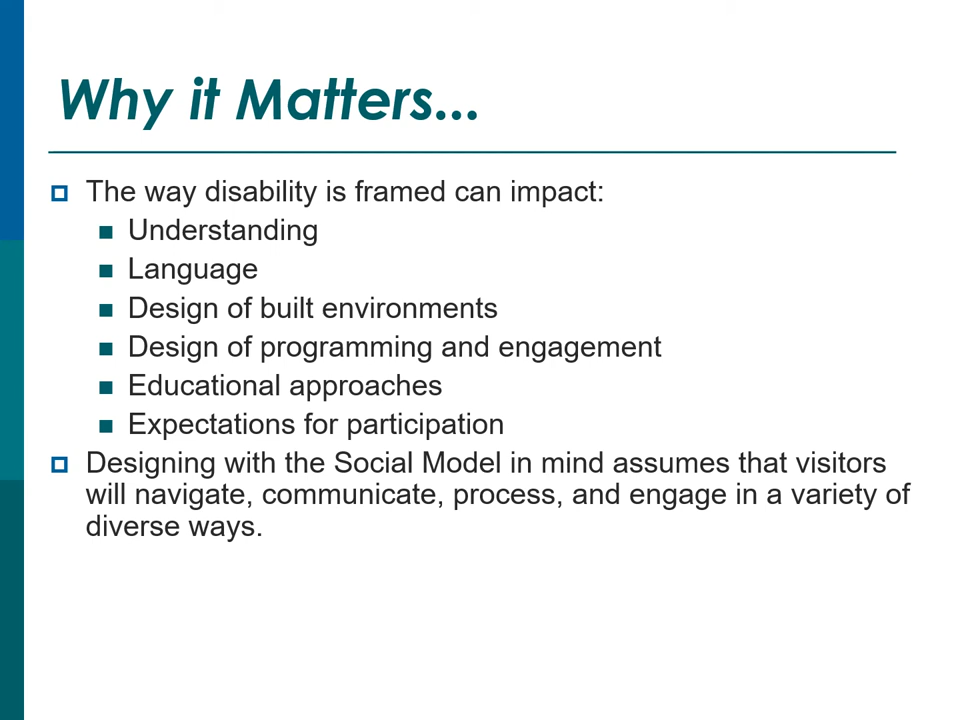 Why it Matters...
The way disability is framed can impact:
Understanding
Language
Design of built environments
Design of programming and engagement
Educational approaches
Expectations for participation
Designing with the Social Model in mind assumes that visitors
will navigate, communicate, process, and engage in a variety of
diverse ways.